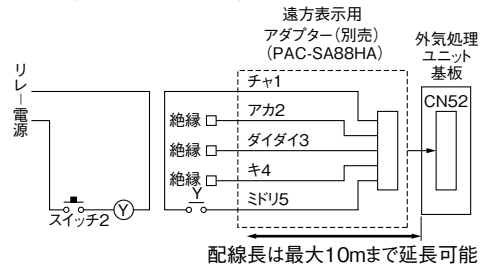 遠方表示用
アダプター（別売）
（PAC-SA88HA）
外気処理
ユニット
基板
CN52
リレー電源
チャ1
アカ2
絶縁
ダイダイ3
絶縁
キ4
絶縁
Y
ミドリ5
スイッチ2
Y
配線長は最大10mまで延長可能